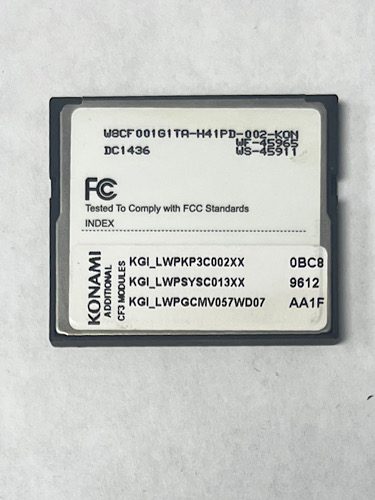 W8CF001G1TA-H41PD-002-KON
WF-45965
DC1436 WS-45911
FC
Tested To Comply with FCC Standards
INDEX
KONAMI
ADDITIONAL
CF3 MODULES
KGI_LWPKP3C002XX 0BC8
KGI_LWPSYSC013XX 9612
KGI_LWPGCMV057WD07 AA1F